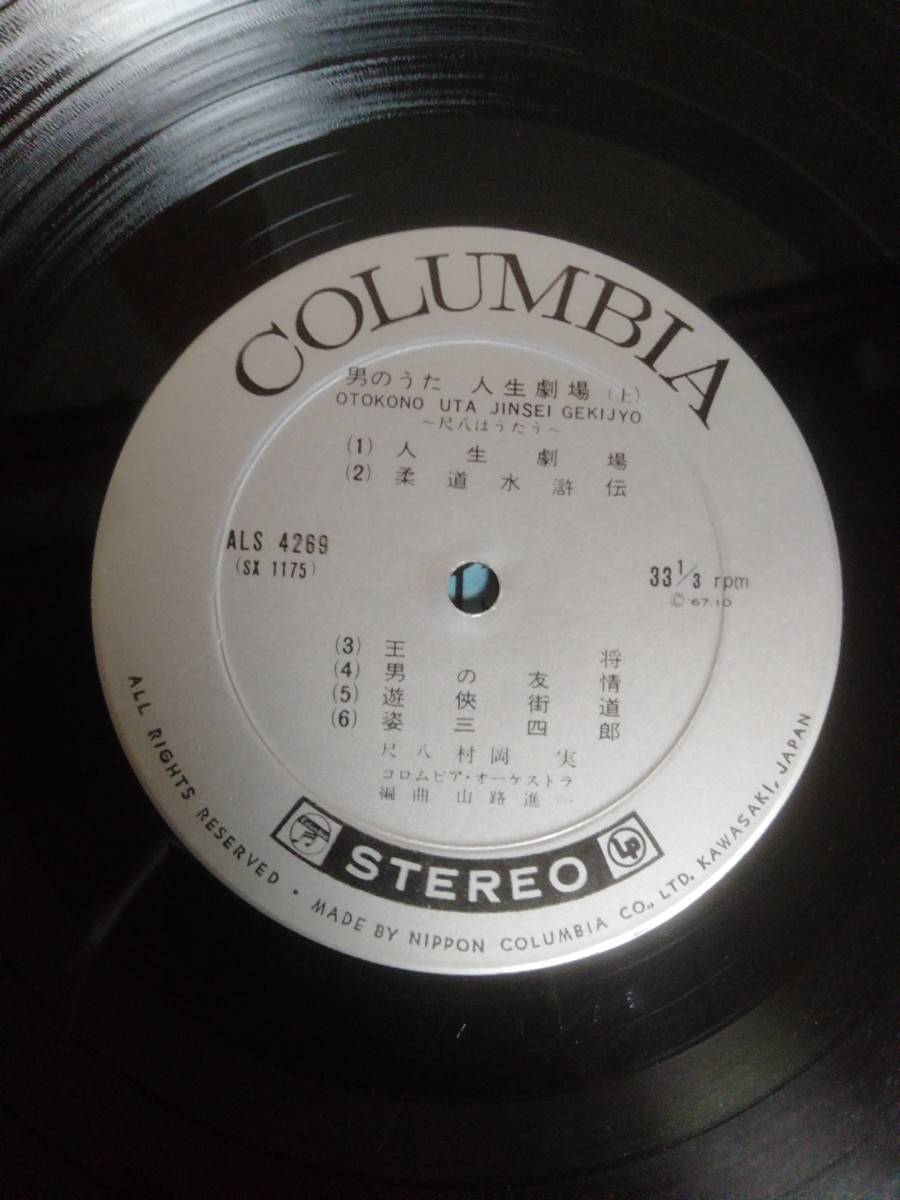 COLUMBIA
男のうた 人生劇場 (上)
OTOKONO UTA JINSEI GEKIJYO
~尺八はうたう~
(1) 人生劇場
(2) 柔道水滸伝
ALS 4269
(SX 1175)
33 1/3 rpm
Ⓒ'67.10
(3) 王将
(4) 男の友情
(5) 遊俠街道
(6) 姿三四郎
尺八 村岡 実
コロムビア・オーケストラ
編曲 山路進一
STEREO
LP
ALL RIGHTS RESERVED • MADE BY NIPPON COLUMBIA CO., LTD. KAWASAKI, JAPAN